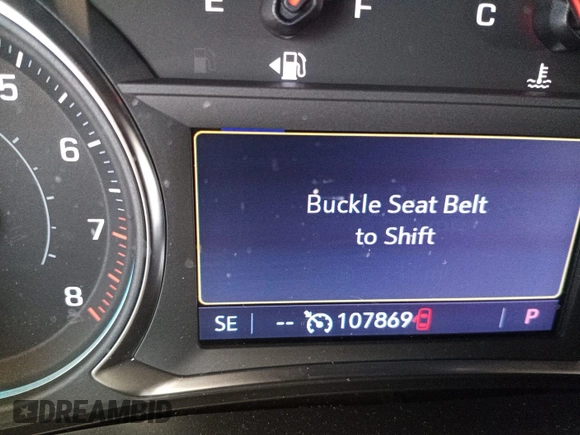 E F C
5
6
7
8
Buckle Seat Belt
to Shift
SE -- 107869 P
DREAMBID